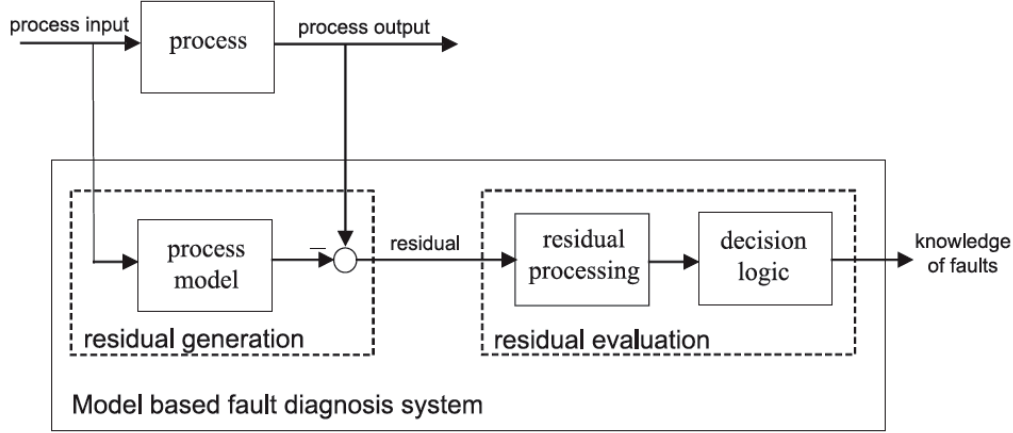 process input
process
process output
process
model
–
residual
residual
processing
decision
logic
knowledge
of faults
residual generation
residual evaluation
Model based fault diagnosis system